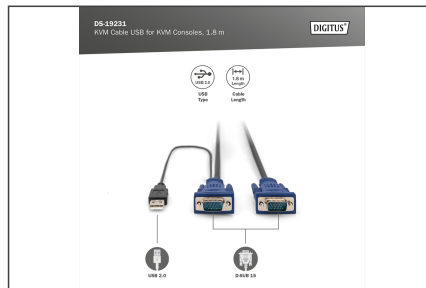 DS-19231
KVM Cable USB for KVM Consoles, 1.8 m
DIGITUS®
USB 2.0
1.8 m
Length
USB
Type
Cable
Length
USB 2.0
D-SUB 15